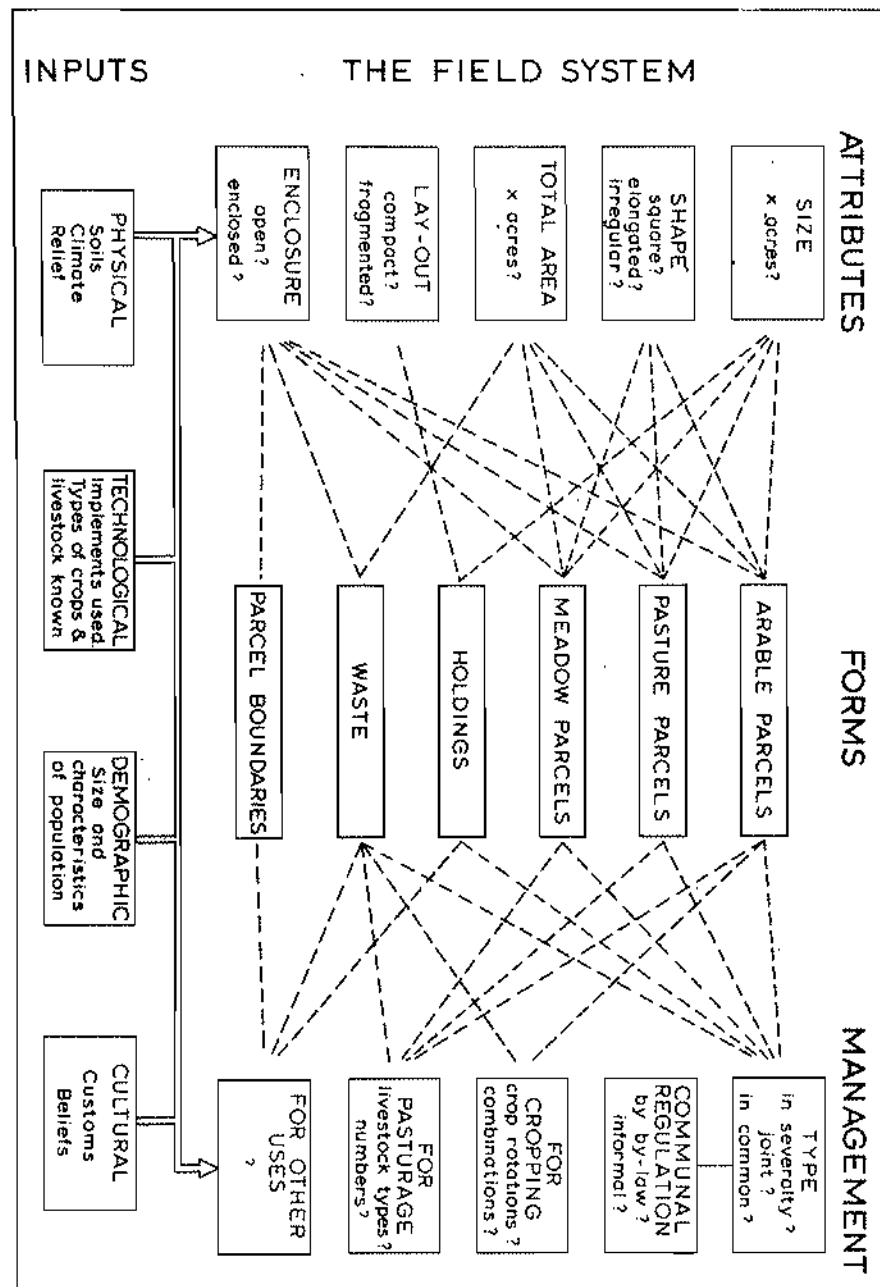 ATTRIBUTES
FORMS
MANAGEMENT
THE FIELD SYSTEM
SIZE
x acres?
SHAPE
square?
elongated?
irregular?
TOTAL AREA
x acres?
LAY-OUT
compact?
fragmented?
ENCLOSURE
open?
enclosed?
ARABLE PARCELS
PASTURE PARCELS
MEADOW PARCELS
HOLDINGS
WASTE
PARCEL BOUNDARIES
TYPE
in severalty?
joint?
in common?
COMMUNAL
REGULATION
by by-law?
informal?
FOR
CROPPING
crop rotations?
combinations?
FOR
PASTURAGE
livestock types?
numbers?
FOR OTHER
USES
?
INPUTS
PHYSICAL
Soils
Climate
Relief
TECHNOLOGICAL
Implements used.
Types of crops &
livestock known
DEMOGRAPHIC
Size and
characteristics
of population
CULTURAL
Customs
Beliefs